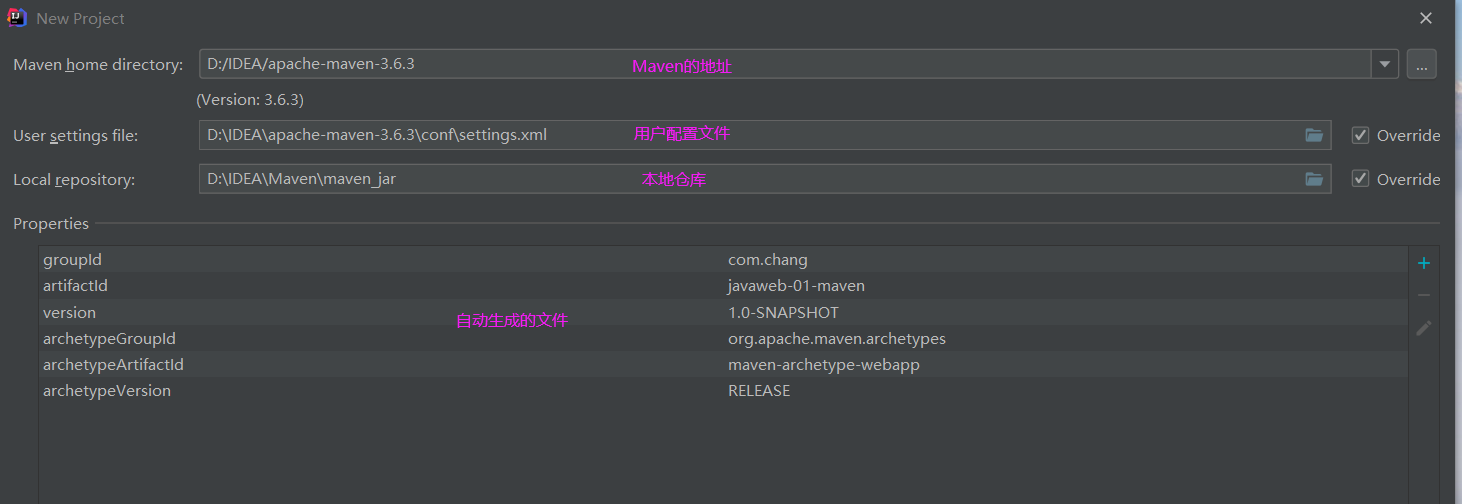 New Project
Maven home directory: D:/IDEA/apache-maven-3.6.3 Maven的地址 ...
(Version: 3.6.3)
User settings file: D:\IDEA\apache-maven-3.6.3\conf\settings.xml 用户配置文件 Override
Local repository: D:\IDEA\Maven\maven_jar 本地仓库 Override
Properties
groupId com.chang
artifactId javaweb-01-maven
version 1.0-SNAPSHOT
自动生成的文件
archetypeGroupId org.apache.maven.archetypes
archetypeArtifactId maven-archetype-webapp
archetypeVersion RELEASE